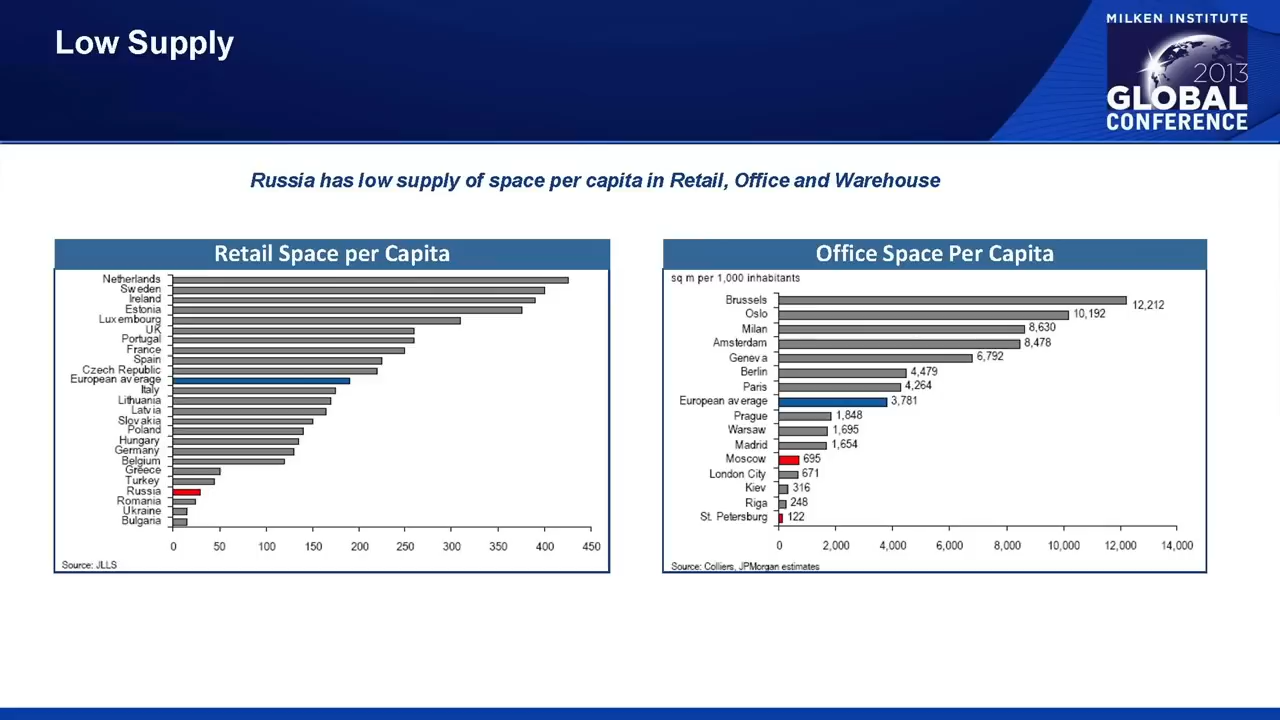 Low Supply
MILKEN INSTITUTE
2013
GLOBAL
CONFERENCE
Russia has low supply of space per capita in Retail, Office and Warehouse
Retail Space per Capita
Netherlands
Sweden
Ireland
Estonia
Luxembourg
UK
Portugal
France
Spain
Czech Republic
European average
Italy
Lithuania
Latvia
Slovakia
Poland
Hungary
Germany
Belgium
Greece
Turkey
Russia
Romania
Ukraine
Bulgaria
0 50 100 150 200 250 300 350 400 450
Source: JLLS
Office Space Per Capita
sq m per 1,000 inhabitants
Brussels 12,212
Oslo 10,192
Milan 8,630
Amsterdam 8,478
Geneva 6,792
Berlin 4,479
Paris 4,264
European average 3,781
Prague 1,848
Warsaw 1,695
Madrid 1,654
Moscow 695
London City 671
Kiev 316
Riga 248
St. Petersburg 122
0 2,000 4,000 6,000 8,000 10,000 12,000 14,000
Source: Colliers, JPMorgan estimates